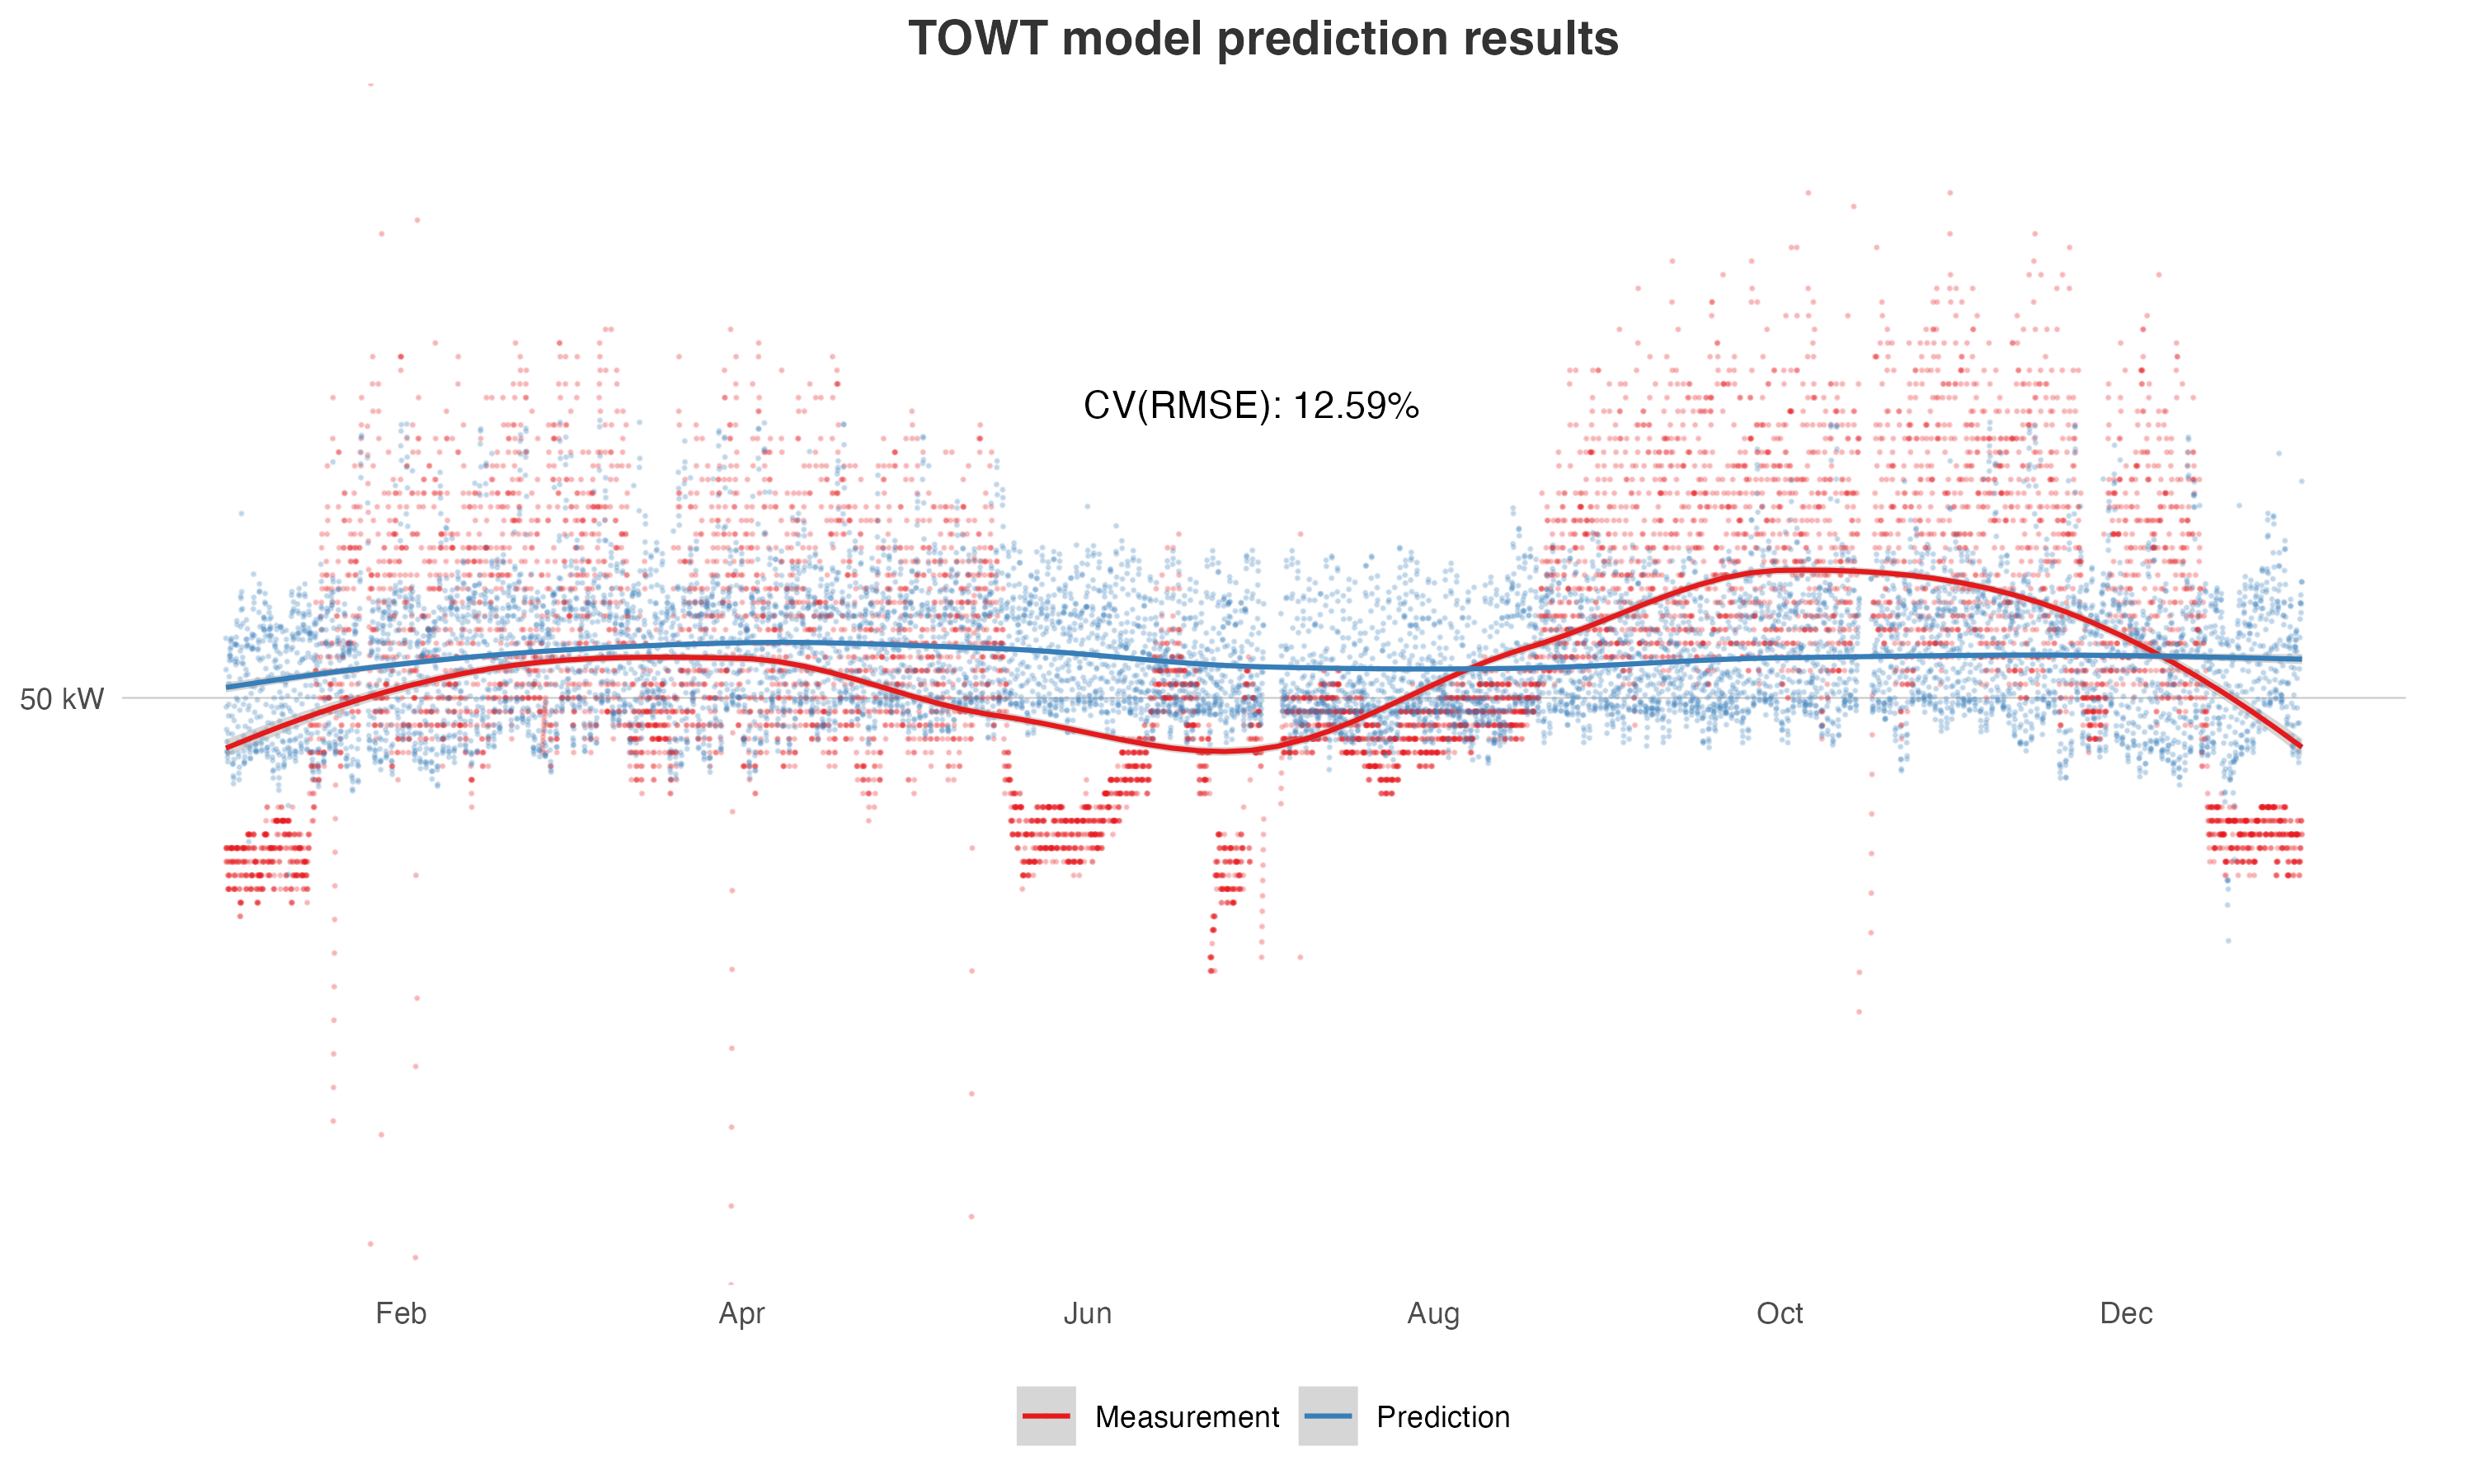 TOWT model prediction results
CV(RMSE): 12.59%
50 kW
Feb Apr Jun Aug Oct Dec
Measurement Prediction